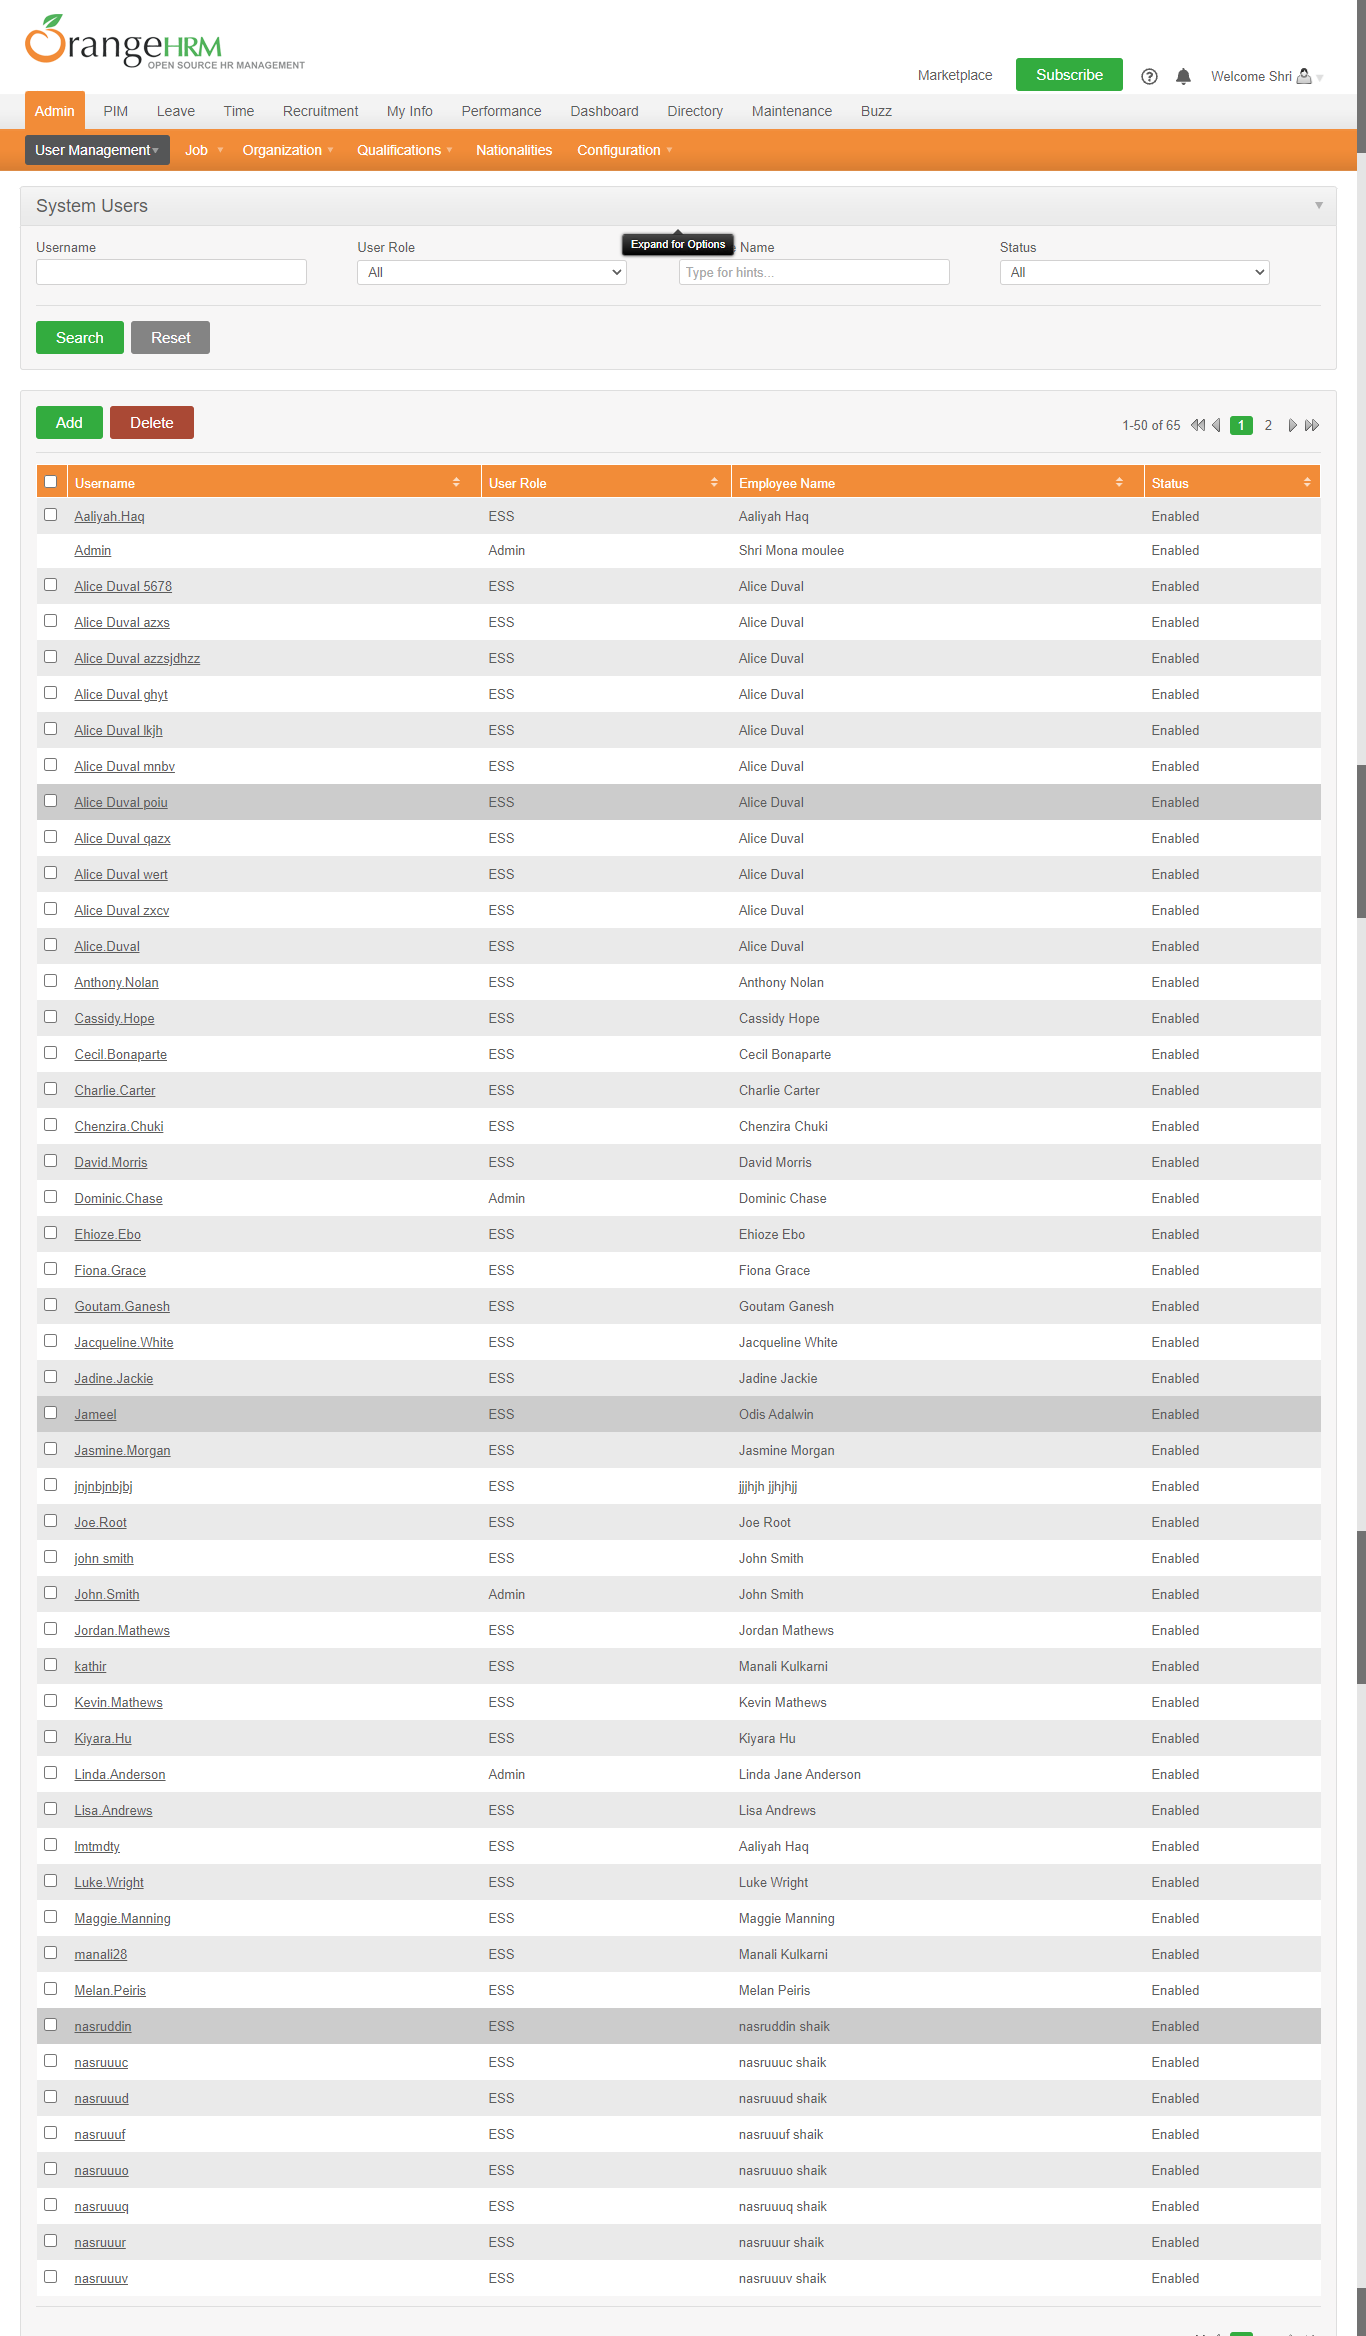 OrangeHRM
OPEN SOURCE HR MANAGEMENT
Marketplace Subscribe Welcome Shri
Admin PIM Leave Time Recruitment My Info Performance Dashboard Directory Maintenance Buzz
User Management Job Organization Qualifications Nationalities Configuration
System Users
Expand for Options
Username User Role Name Status
All Type for hints... All
Search Reset
Add Delete 1-50 of 65 1 2
Username User Role Employee Name Status
Aaliyah.Haq ESS Aaliyah Haq Enabled
Admin Admin Shri Mona moulee Enabled
Alice Duval 5678 ESS Alice Duval Enabled
Alice Duval azxs ESS Alice Duval Enabled
Alice Duval azzsjdhzz ESS Alice Duval Enabled
Alice Duval ghyt ESS Alice Duval Enabled
Alice Duval lkjh ESS Alice Duval Enabled
Alice Duval mnbv ESS Alice Duval Enabled
Alice Duval poiu ESS Alice Duval Enabled
Alice Duval qazx ESS Alice Duval Enabled
Alice Duval wert ESS Alice Duval Enabled
Alice Duval zxcv ESS Alice Duval Enabled
Alice.Duval ESS Alice Duval Enabled
Anthony.Nolan ESS Anthony Nolan Enabled
Cassidy.Hope ESS Cassidy Hope Enabled
Cecil.Bonaparte ESS Cecil Bonaparte Enabled
Charlie.Carter ESS Charlie Carter Enabled
Chenzira.Chuki ESS Chenzira Chuki Enabled
David.Morris ESS David Morris Enabled
Dominic.Chase Admin Dominic Chase Enabled
Ehioze.Ebo ESS Ehioze Ebo Enabled
Fiona.Grace ESS Fiona Grace Enabled
Goutam.Ganesh ESS Goutam Ganesh Enabled
Jacqueline.White ESS Jacqueline White Enabled
Jadine.Jackie ESS Jadine Jackie Enabled
Jameel ESS Odis Adalwin Enabled
Jasmine.Morgan ESS Jasmine Morgan Enabled
jnjnbjnbjbj ESS jjjhjh jjhjhjj Enabled
Joe.Root ESS Joe Root Enabled
john smith ESS John Smith Enabled
John.Smith Admin John Smith Enabled
Jordan.Mathews ESS Jordan Mathews Enabled
kathir ESS Manali Kulkarni Enabled
Kevin.Mathews ESS Kevin Mathews Enabled
Kiyara.Hu ESS Kiyara Hu Enabled
Linda.Anderson Admin Linda Jane Anderson Enabled
Lisa.Andrews ESS Lisa Andrews Enabled
lmtmdty ESS Aaliyah Haq Enabled
Luke.Wright ESS Luke Wright Enabled
Maggie.Manning ESS Maggie Manning Enabled
manali28 ESS Manali Kulkarni Enabled
Melan.Peiris ESS Melan Peiris Enabled
nasruddin ESS nasruddin shaik Enabled
nasruuuc ESS nasruuuc shaik Enabled
nasruuud ESS nasruuud shaik Enabled
nasruuuf ESS nasruuuf shaik Enabled
nasruuuo ESS nasruuuo shaik Enabled
nasruuuq ESS nasruuuq shaik Enabled
nasruuur ESS nasruuur shaik Enabled
nasruuuv ESS nasruuuv shaik Enabled